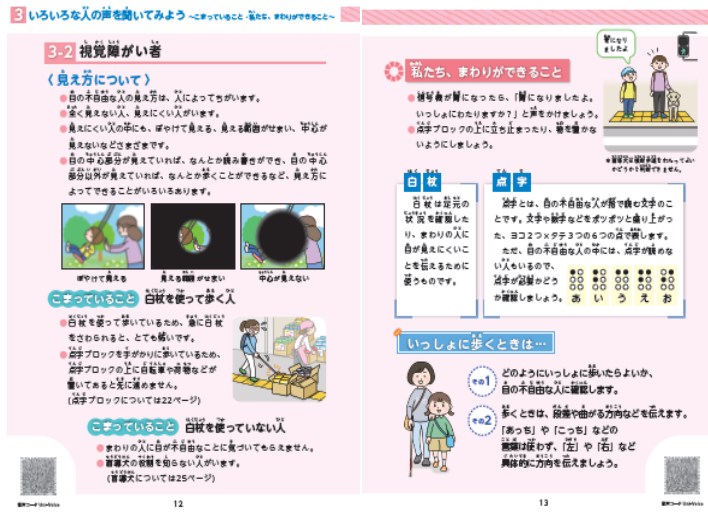 3 いろいろな人の声を聞いてみよう ～こまっていること・私たち、まわりができること～
3-2 視覚障がい者
〈見え方について〉
●目の不自由な人の見え方は、人によってちがいます。
●全く見えない人、見えにくい人がいます。
●見えにくい人の中にも、ぼやけて見える、見える範囲がせまい、中心が
見えないなどさまざまです。
●目の中心部分が見えていれば、なんとか読み書きができ、目の中心
部分以外が見えていれば、なんとか歩くことができるなど、見え方に
よってできることがいろいろあります。
ぼやけて見える
見える範囲がせまい
中心が見えない
こまっていること 白杖を使って歩く人
●白杖を使って歩いているため、急に白杖
をさわられると、とても怖いです。
●点字ブロックを手がかりに歩いているため、
点字ブロックの上に自転車や荷物などが
置いてあると先に進めません。
(点字ブロックについては22ページ)
こまっていること 白杖を使っていない人
●まわりの人に目が不自由なことに気づいてもらえません。
●盲導犬の役割を知らない人がいます。
(盲導犬については25ページ)
12
青になり
ましたよ
私たち、まわりができること
●信号機が青になったら、「青になりましたよ。
いっしょにわたりますか?」と声をかけましょう。
●点字ブロックの上に立ち止まったり、物を置かな
いようにしましょう。
※盲導犬は横断歩道をわたってよい
かどうかを判断できません。
白杖
白杖は足元の
状況を確認した
り、まわりの人に
目が見えにくいこ
とを伝えるために
使うものです。
点字
点字とは、目の不自由な人が指で読む文字のこ
とです。文字や数字などをポツポツと盛り上がっ
た、ヨコ2つ×タテ3つの6つの点で表します。
ただ、目の不自由な人の中には、点字が読めな
い人もいるので、
点字が必要かどう
か確認しましょう。
あ い う え お
いっしょに歩くときは…
その1
どのようにいっしょに歩いたらよいか、
目の不自由な人に確認します。
その2
歩くときは、段差や曲がる方向などを伝えます。
「あっち」や「こっち」などの
言葉は使わず、「左」や「右」など
具体的に方向を伝えましょう。
13